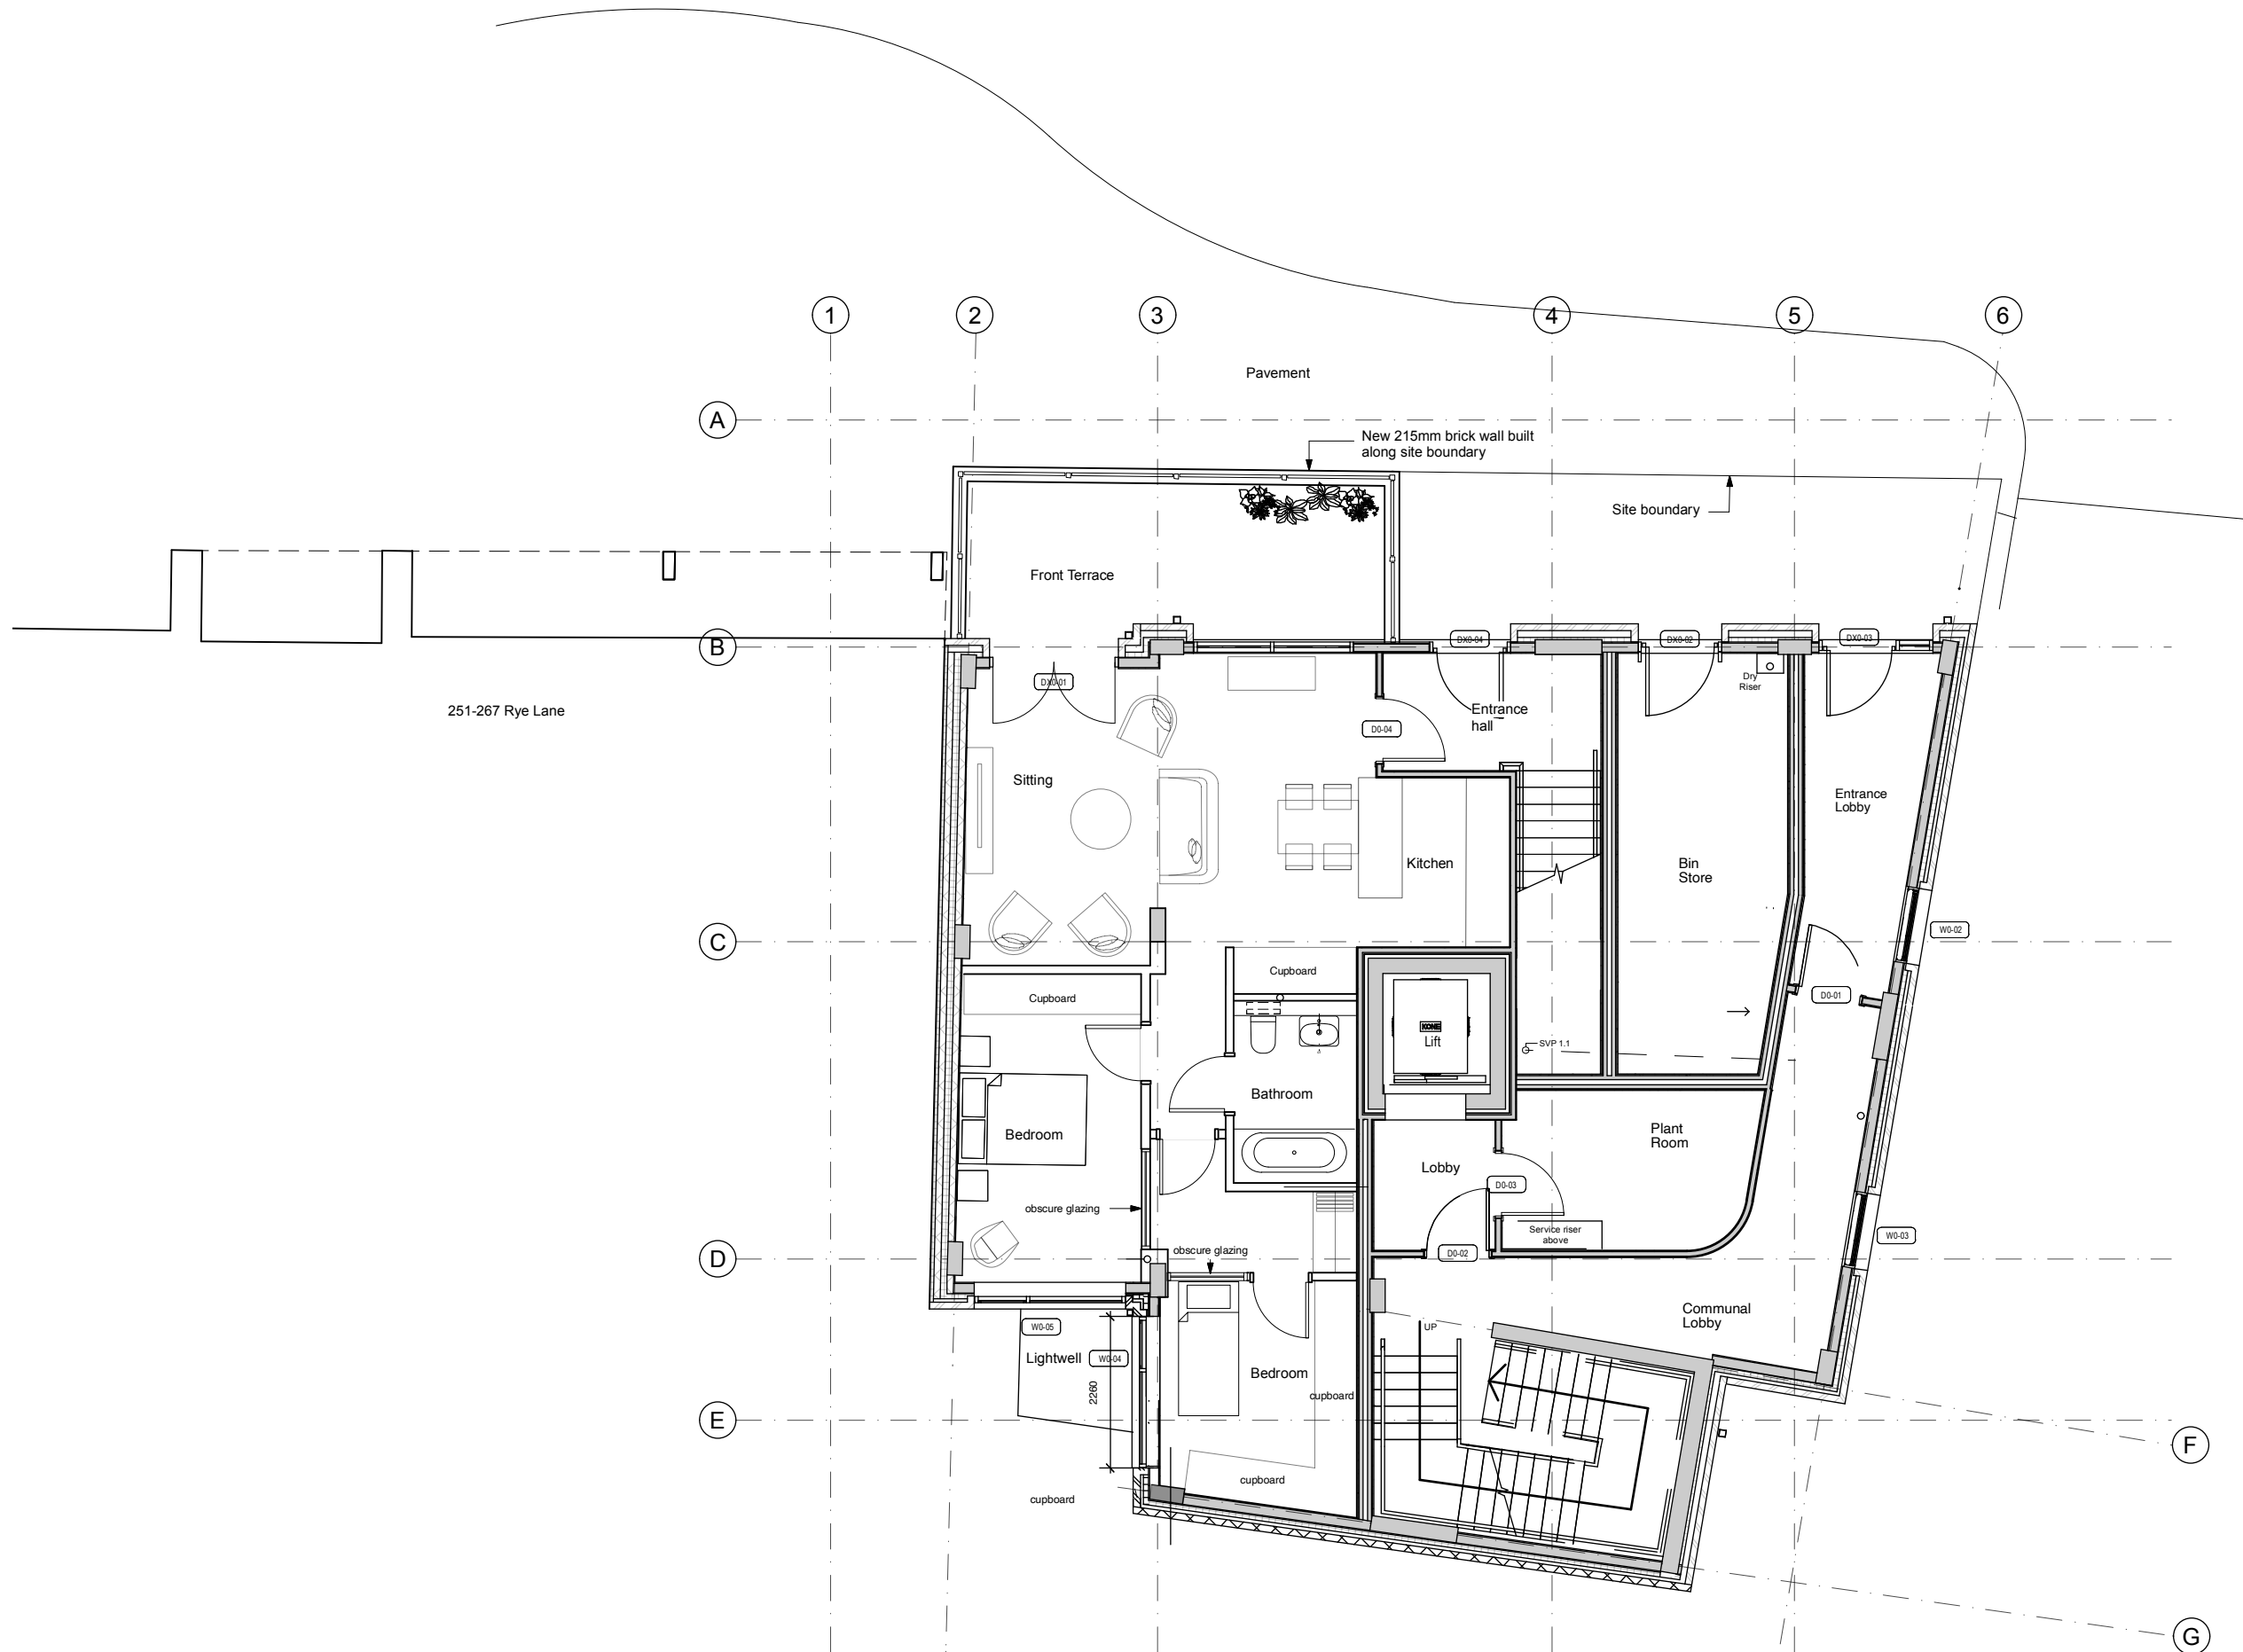 1
2
3
4
5
6
Pavement
A
New 215mm brick wall built
along site boundary
Site boundary
Front Terrace
B
DX0-04
DX0-02
DX0-03
DX0-01
Dry
Riser
251-267 Rye Lane
Entrance
hall
D0-04
Sitting
Entrance
Lobby
Kitchen
Bin
Store
W0-02
C
Cupboard
Cupboard
D0-01
KONE
Lift
SVP 1.1
Bathroom
Bedroom
Plant
Room
Lobby
D0-03
obscure glazing
Service riser
above
W0-03
obscure glazing
D0-02
D
Communal
Lobby
W0-05
UP
Lightwell
W0-04
Bedroom
2260
cupboard
E
F
cupboard
cupboard
G